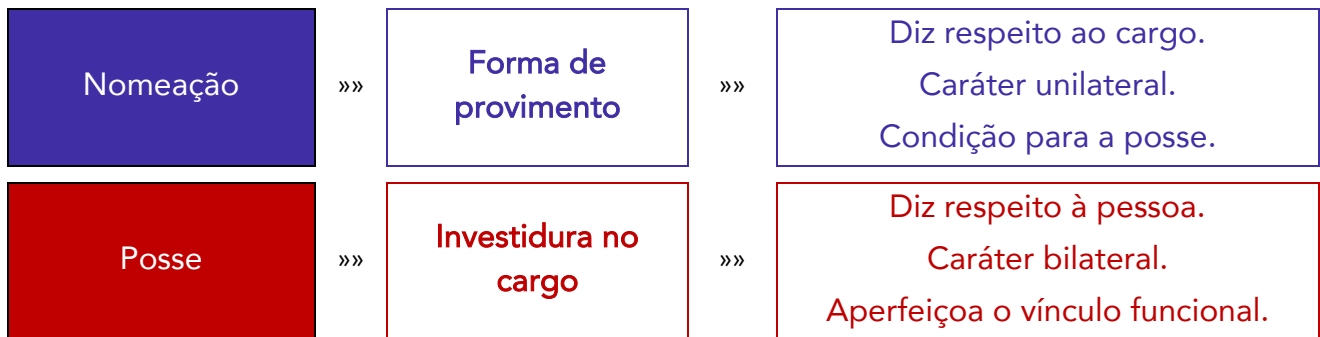 Nomeação »» Forma de provimento »» Diz respeito ao cargo.
Caráter unilateral.
Condição para a posse.
Posse »» Investidura no cargo »» Diz respeito à pessoa.
Caráter bilateral.
Aperfeiçoa o vínculo funcional.